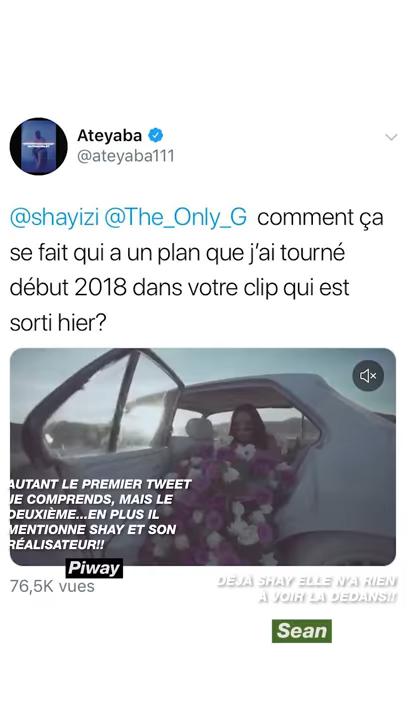 Ateyaba
@ateyaba111
@shayizi @The_Only_G comment ça
se fait qui a un plan que j'ai tourné
début 2018 dans votre clip qui est
sorti hier?
AUTANT LE PREMIER TWEET
JE COMPRENDS, MAIS LE
DEUXIÈME...EN PLUS IL
MENTIONNE SHAY ET SON
RÉALISATEUR!!
Piway
76,5K vues
DEJÀ SHAY ELLE N'A RIEN
À VOIR LA DEDANS!!
Sean